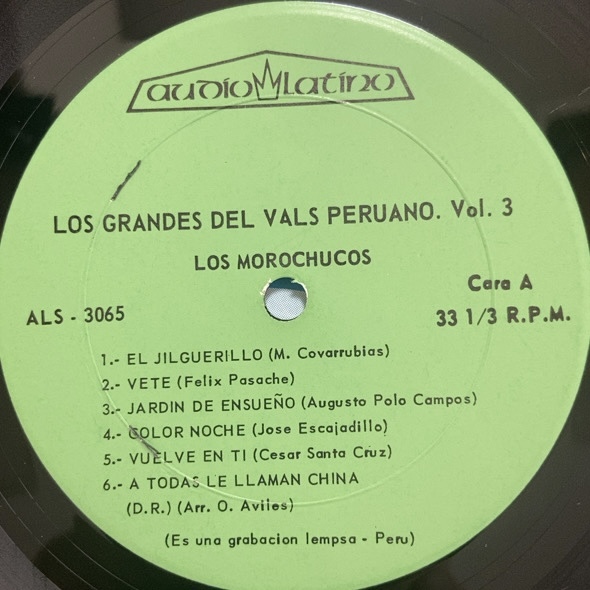 audio Latino
LOS GRANDES DEL VALS PERUANO. Vol. 3
LOS MOROCHUCOS
Cara A
ALS - 3065
33 1/3 R.P.M.
1.- EL JILGUERILLO (M. Covarrubias)
2.- VETE (Felix Pasache)
3.- JARDIN DE ENSUEÑO (Augusto Polo Campos)
4.- COLOR NOCHE (Jose Escajadillo)
5.- VUELVE EN TI (Cesar Santa Cruz)
6.- A TODAS LE LLAMAN CHINA
(D.R.) (Arr. O. Aviles)
(Es una grabacion Iempsa - Peru)